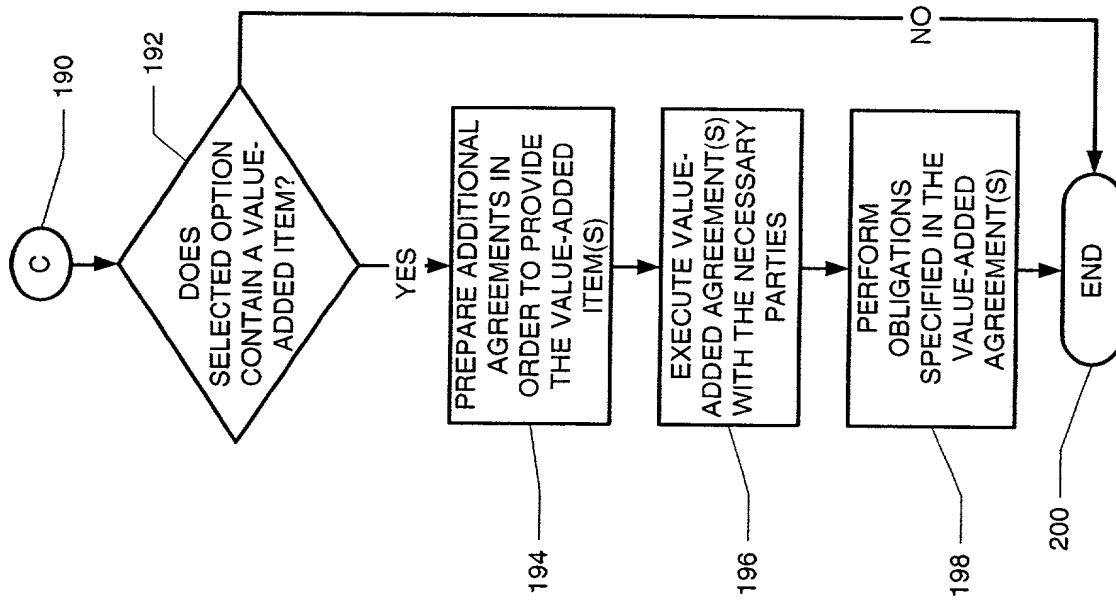 C
190
192
DOES
SELECTED OPTION
CONTAIN A VALUE-
ADDED ITEM?
YES
NO
PREPARE ADDITIONAL
AGREEMENTS IN
ORDER TO PROVIDE
THE VALUE-ADDED
ITEM(S)
194
EXECUTE VALUE-
ADDED AGREEMENT(S)
WITH THE NECESSARY
PARTIES
196
PERFORM
OBLIGATIONS
SPECIFIED IN THE
VALUE-ADDED
AGREEMENT(S)
198
END
200